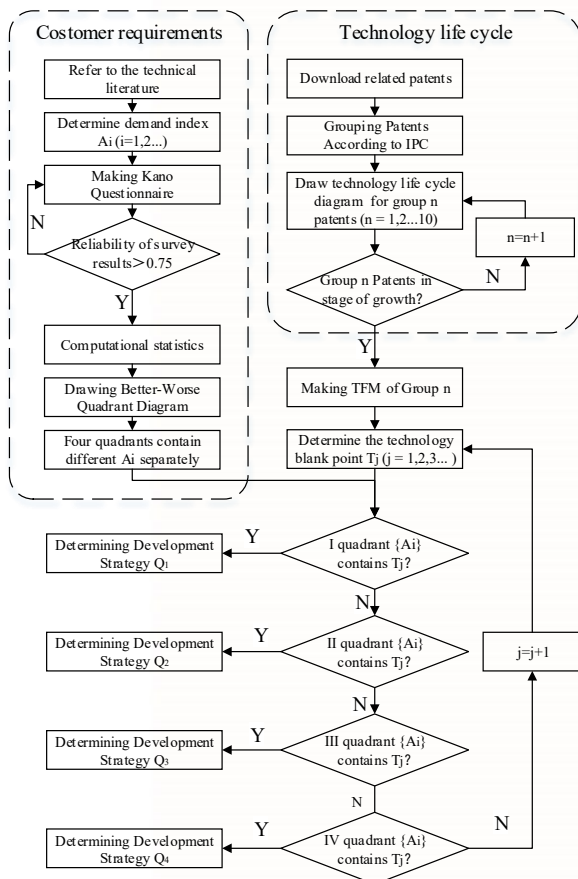 Costomer requirements
Refer to the technical
literature
Determine demand index
Ai (i=1,2...)
Making Kano
Questionnaire
N
Reliability of survey
results＞0.75
Y
Computational statistics
Drawing Better-Worse
Quadrant Diagram
Four quadrants contain
different Ai separately
Technology life cycle
Download related patents
Grouping Patents
According to IPC
Draw technology life cycle
diagram for group n
patents (n = 1,2...10)
n=n+1
Group n Patents in
stage of growth?
N
Y
Making TFM of Group n
Determine the technology
blank point Tj (j = 1,2,3... )
I quadrant {Ai}
contains Tj?
Y
Determining Development
Strategy Q1
N
II quadrant {Ai}
contains Tj?
Y
Determining Development
Strategy Q2
j=j+1
N
III quadrant {Ai}
contains Tj?
Y
Determining Development
Strategy Q3
N
IV quadrant {Ai}
contains Tj?
Y
Determining Development
Strategy Q4
N